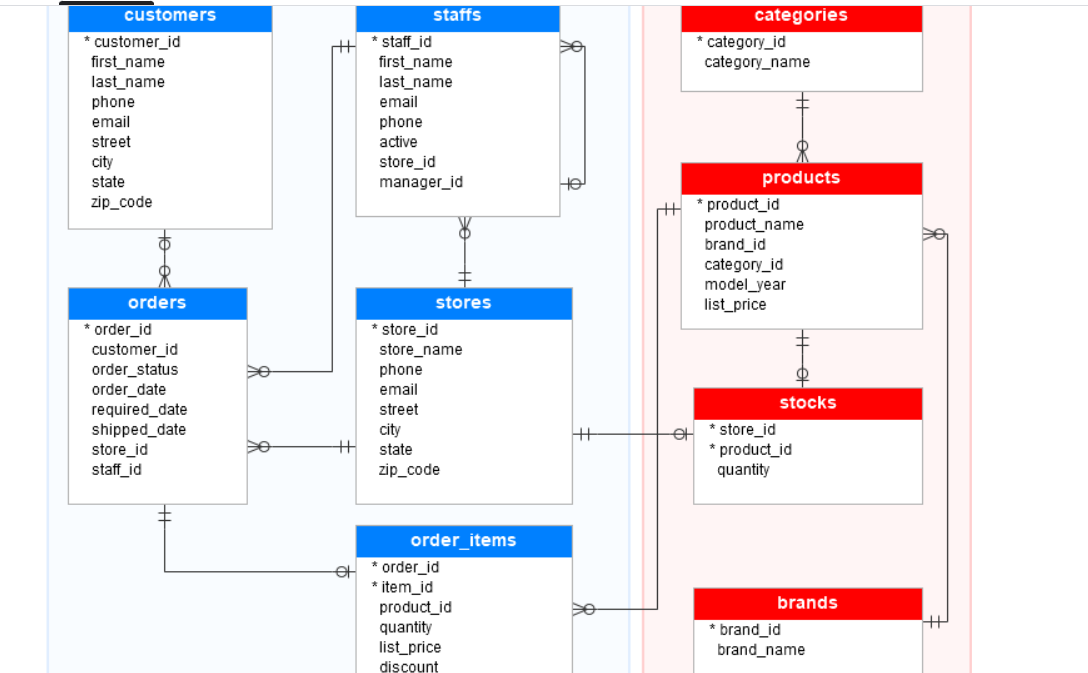 customers
* customer_id
first_name
last_name
phone
email
street
city
state
zip_code
staffs
* staff_id
first_name
last_name
email
phone
active
store_id
manager_id
categories
* category_id
category_name
products
* product_id
product_name
brand_id
category_id
model_year
list_price
orders
* order_id
customer_id
order_status
order_date
required_date
shipped_date
store_id
staff_id
stores
* store_id
store_name
phone
email
street
city
state
zip_code
stocks
* store_id
* product_id
quantity
order_items
* order_id
* item_id
product_id
quantity
list_price
discount
brands
* brand_id
brand_name